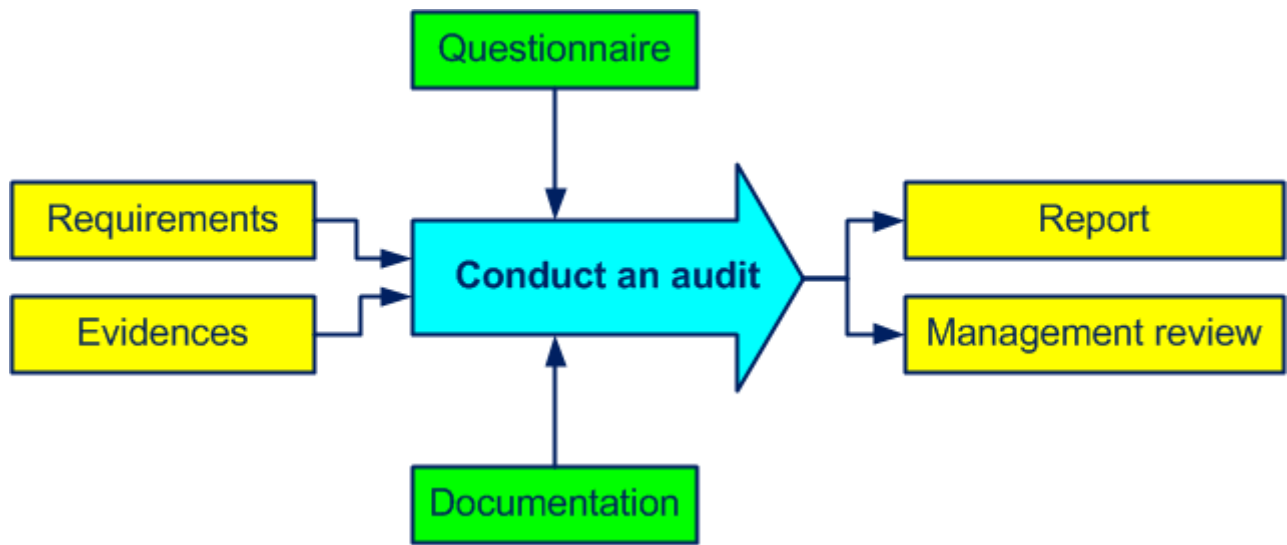 Questionnaire
Requirements
Report
Conduct an audit
Evidences
Management review
Documentation